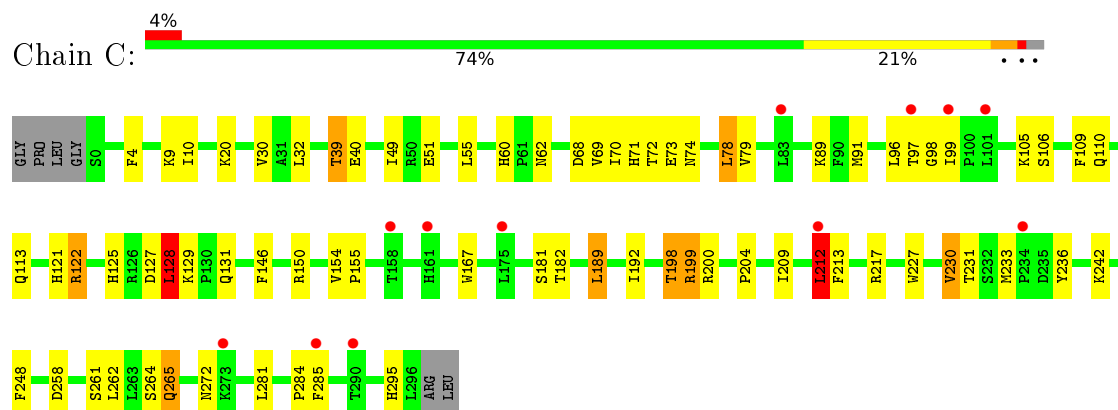 4%
Chain C:
74% 21% • • •
GLY PRO LEU GLY S0 F4 K9 I10 K20 V30 A31 L32 T39 E40 I49 R50 E51 L55 H60 P61 N62 D68 V69 I70 H71 T72 E73 N74 L78 V79 L83 K89 F90 M91 L96 T97 G98 I99 P100 L101 K105 S106 F109 Q110
Q113 H121 R122 H125 R126 D127 L128 K129 P130 Q131 F146 R150 V154 P155 T158 H161 W167 L175 S181 T182 L189 I192 T198 R199 R200 P204 I209 L212 F213 R217 W227 V230 T231 S232 M233 P234 D235 Y236 K242
F248 D258 S261 L262 L263 S264 Q265 N272 K273 L281 P284 F285 T290 H295 L296 ARG LEU